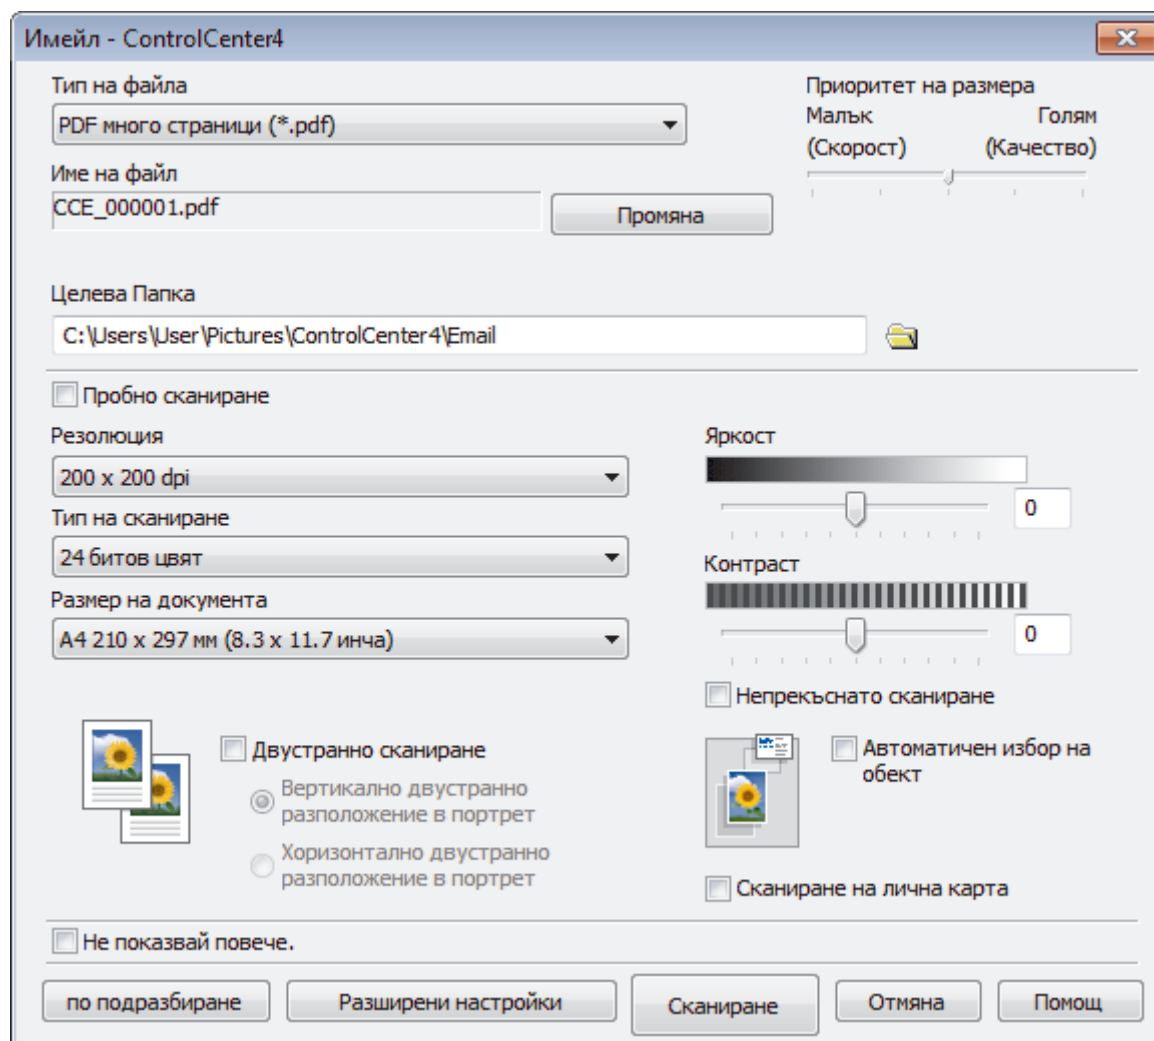 Имейл - ControlCenter4
Тип на файла
PDF много страници (*.pdf)
Приоритет на размера
Малък Голям
(Скорост) (Качество)
Име на файл
CCE_000001.pdf
Промяна
Целева Папка
C:\Users\User\Pictures\ControlCenter4\Email
Пробно сканиране
Резолюция
200 x 200 dpi
Тип на сканиране
24 битов цвят
Размер на документа
A4 210 x 297 мм (8.3 x 11.7 инча)
Яркост
0
Контраст
0
Непрекъснато сканиране
Двустранно сканиране
Вертикално двустранно
разположение в портрет
Хоризонтално двустранно
разположение в портрет
Автоматичен избор на
обект
Сканиране на лична карта
Не показвай повече.
по подразбиране
Разширени настройки
Сканиране
Отмяна
Помощ